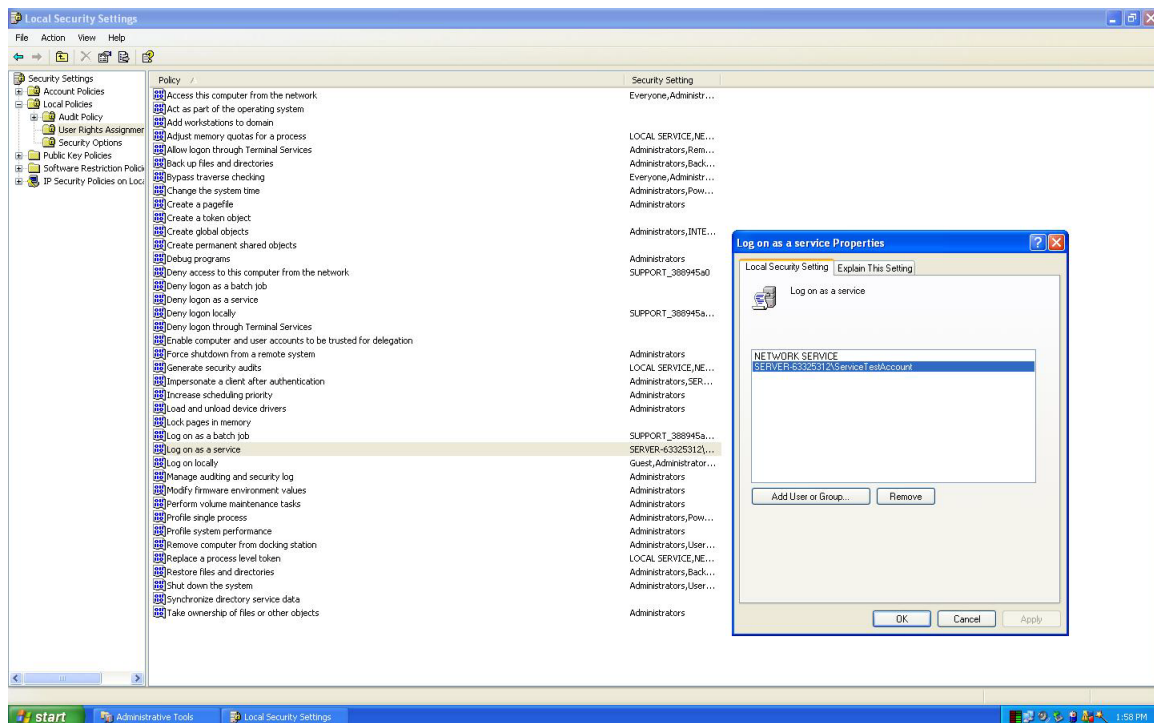 Local Security Settings
File Action View Help
Security Settings
Account Policies
Local Policies
Audit Policy
User Rights Assignmer
Security Options
Public Key Policies
Software Restriction Polici
IP Security Policies on Loca
Policy Security Setting
Access this computer from the network Everyone,Administr...
Act as part of the operating system
Add workstations to domain
Adjust memory quotas for a process LOCAL SERVICE,NE...
Allow logon through Terminal Services Administrators,Rem...
Back up files and directories Administrators,Back...
Bypass traverse checking Everyone,Administr...
Change the system time Administrators,Pow...
Create a pagefile Administrators
Create a token object
Create global objects Administrators,INTE...
Create permanent shared objects
Debug programs Administrators
Deny access to this computer from the network SUPPORT_388945a0
Deny logon as a batch job
Deny logon as a service
Deny logon locally SUPPORT_388945a...
Deny logon through Terminal Services
Enable computer and user accounts to be trusted for delegation
Force shutdown from a remote system Administrators
Generate security audits LOCAL SERVICE,NE...
Impersonate a client after authentication Administrators,SER...
Increase scheduling priority Administrators
Load and unload device drivers Administrators
Lock pages in memory
Log on as a batch job SUPPORT_388945a...
Log on as a service SERVER-63325312\,...
Log on locally Guest,Administrator...
Manage auditing and security log Administrators
Modify firmware environment values Administrators
Perform volume maintenance tasks Administrators
Profile single process Administrators,Pow...
Profile system performance Administrators
Remove computer from docking station Administrators,User...
Replace a process level token LOCAL SERVICE,NE...
Restore files and directories Administrators,Back...
Shut down the system Administrators,User...
Synchronize directory service data
Take ownership of files or other objects Administrators
Log on as a service Properties
Local Security Setting Explain This Setting
Log on as a service
NETWORK SERVICE
SERVER-63325312\ServiceTestAccount
Add User or Group... Remove
OK Cancel Apply
start Administrative Tools Local Security Settings 1:58 PM